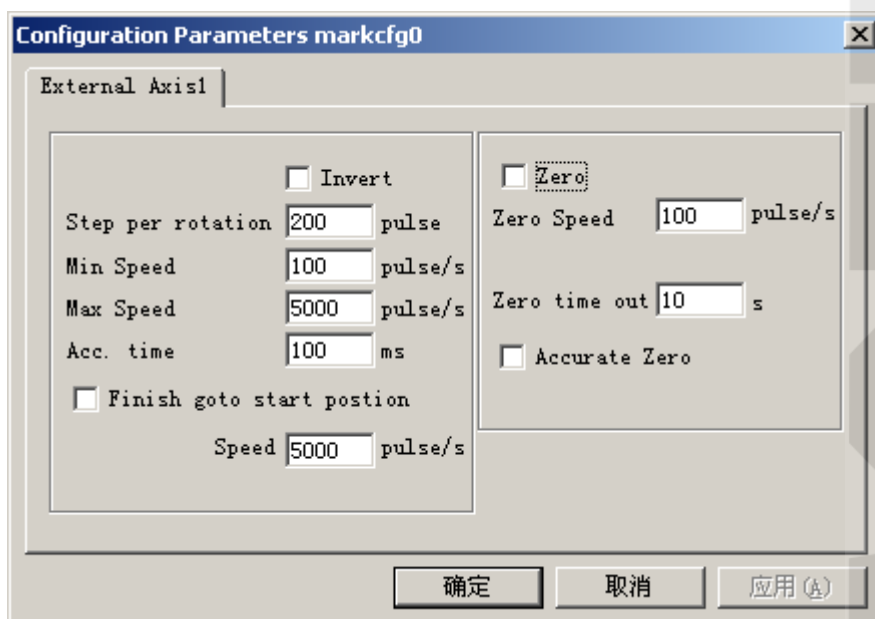 Configuration Parameters markcfg0
External Axis1
Invert
Step per rotation 200 pulse
Min Speed 100 pulse/s
Max Speed 5000 pulse/s
Acc. time 100 ms
Finish goto start postion
Speed 5000 pulse/s
Zero
Zero Speed 100 pulse/s
Zero time out 10 s
Accurate Zero
确定 取消 应用(A)